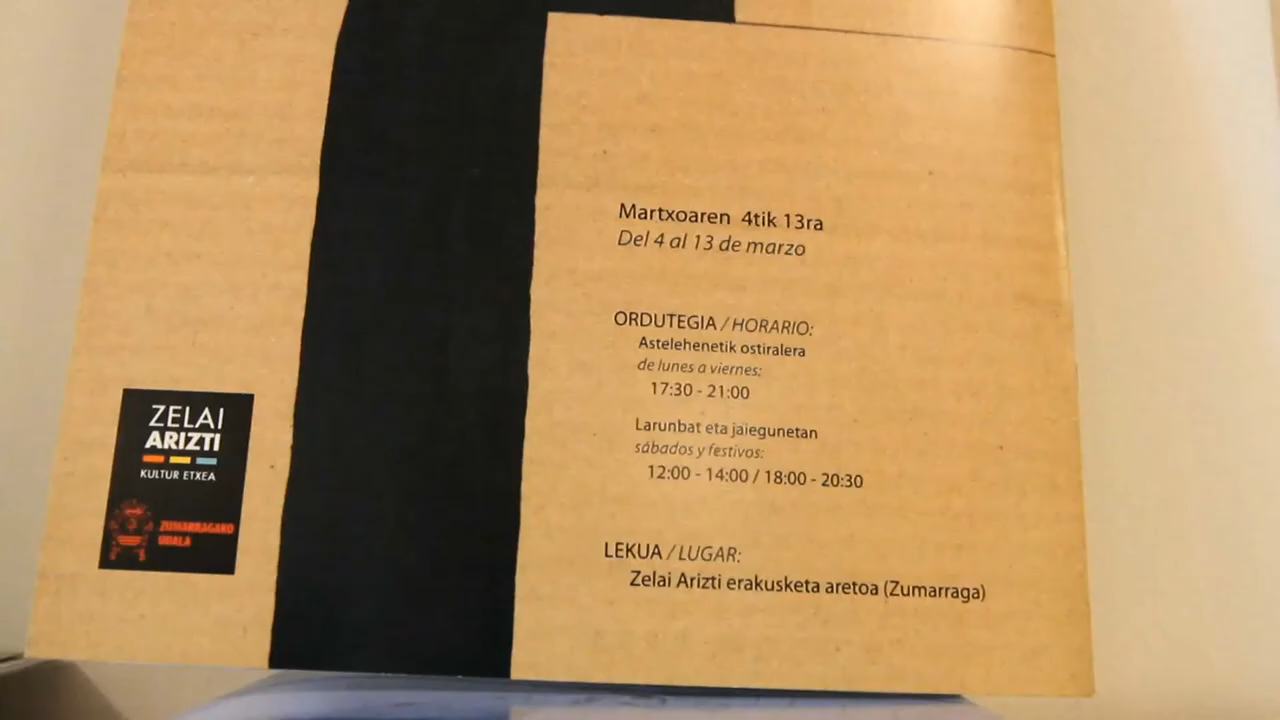 Martxoaren 4tik 13ra
Del 4 al 13 de marzo
ORDUTEGIA / HORARIO:
Astelehenetik ostiralera
de lunes a viernes:
17:30 - 21:00
Larunbat eta jaiegunetan
sábados y festivos:
12:00 - 14:00 / 18:00 - 20:30
LEKUA / LUGAR:
Zelai Arizti erakusketa aretoa (Zumarraga)
ZELAI
ARIZTI
KULTUR ETXEA
ZUMARRAGAKO
UDALA